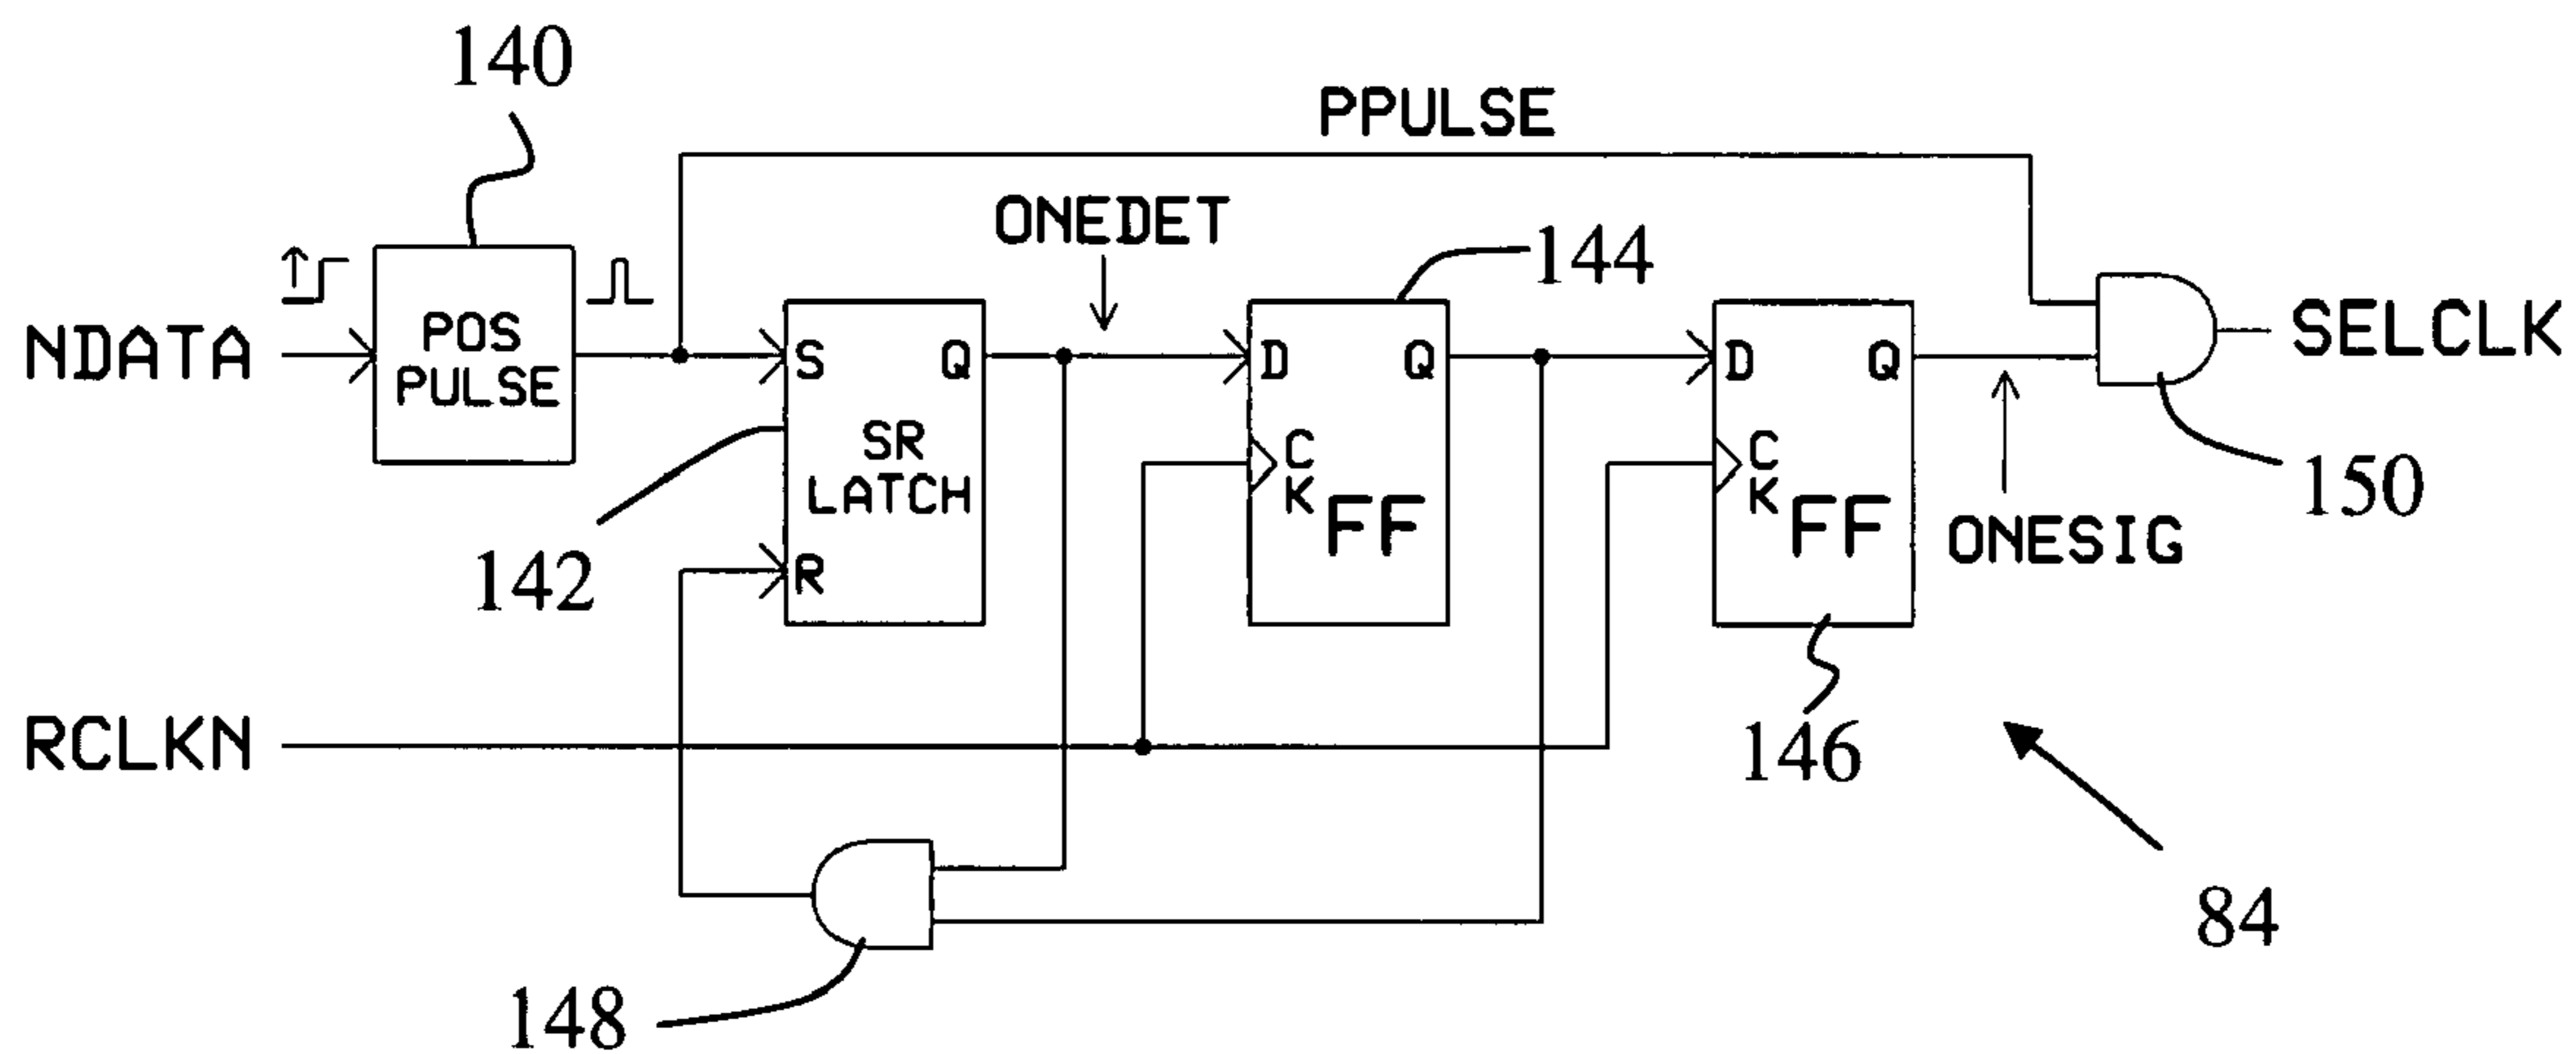 140
PPULSE
ONEDET
144
NDATA
POS
PULSE
S Q
D Q
D Q
SELCLK
SR
LATCH
C
K
FF
C
K
FF
150
ONESIG
142
R
RCLKN
146
84
148